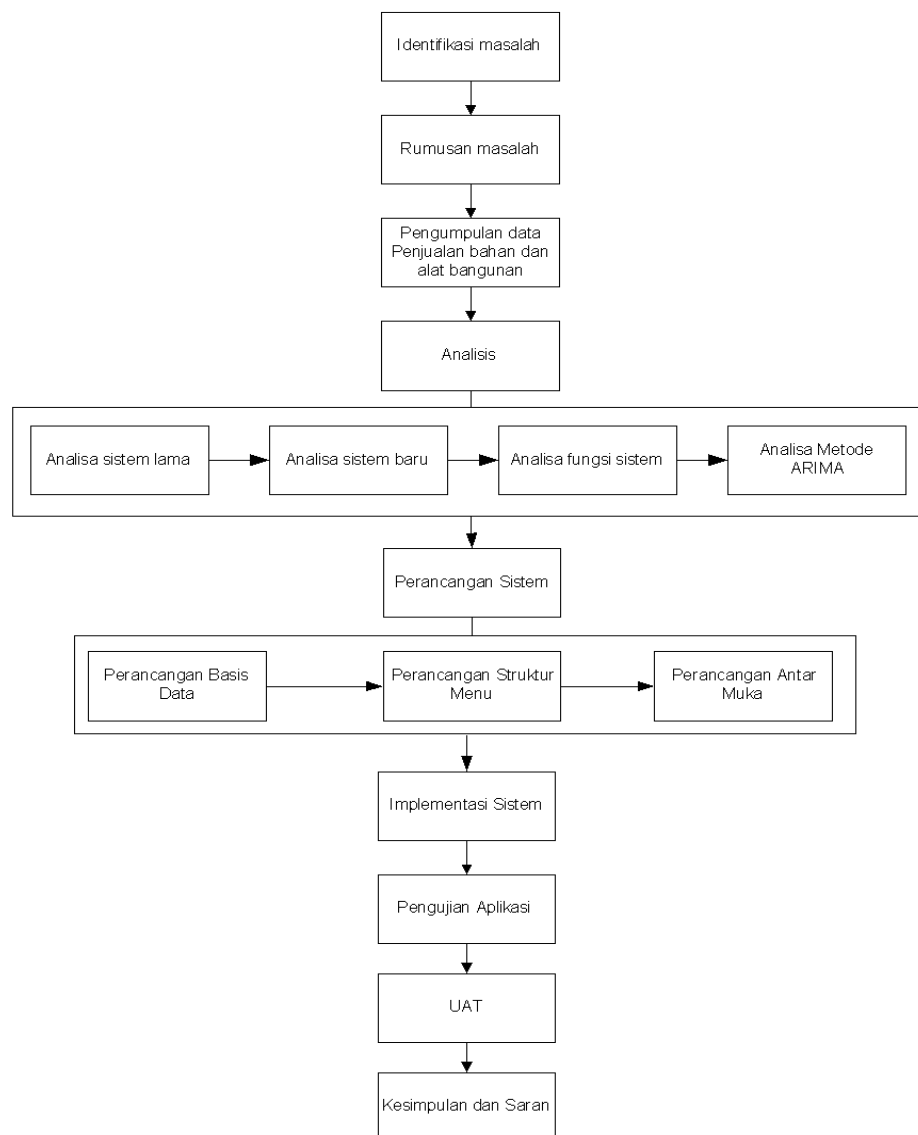 Identifikasi masalah
Rumusan masalah
Pengumpulan data
Penjualan bahan dan
alat bangunan
Analisis
Analisa sistem lama
Analisa sistem baru
Analisa fungsi sistem
Analisa Metode
ARIMA
Perancangan Sistem
Perancangan Basis
Data
Perancangan Struktur
Menu
Perancangan Antar
Muka
Implementasi Sistem
Pengujian Aplikasi
UAT
Kesimpulan dan Saran